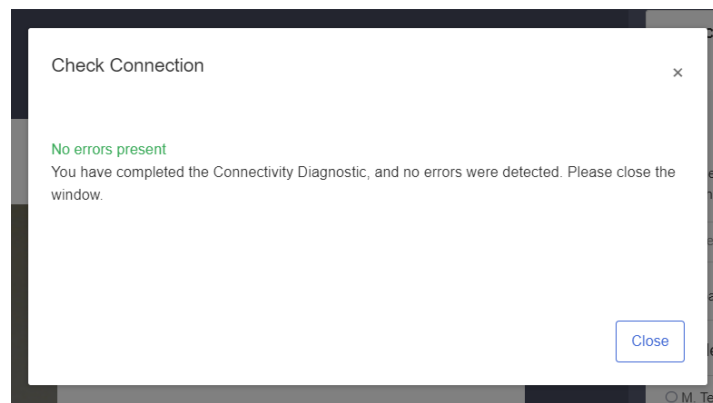 Check Connection
×
No errors present
You have completed the Connectivity Diagnostic, and no errors were detected. Please close the
window.
Close
M. Te